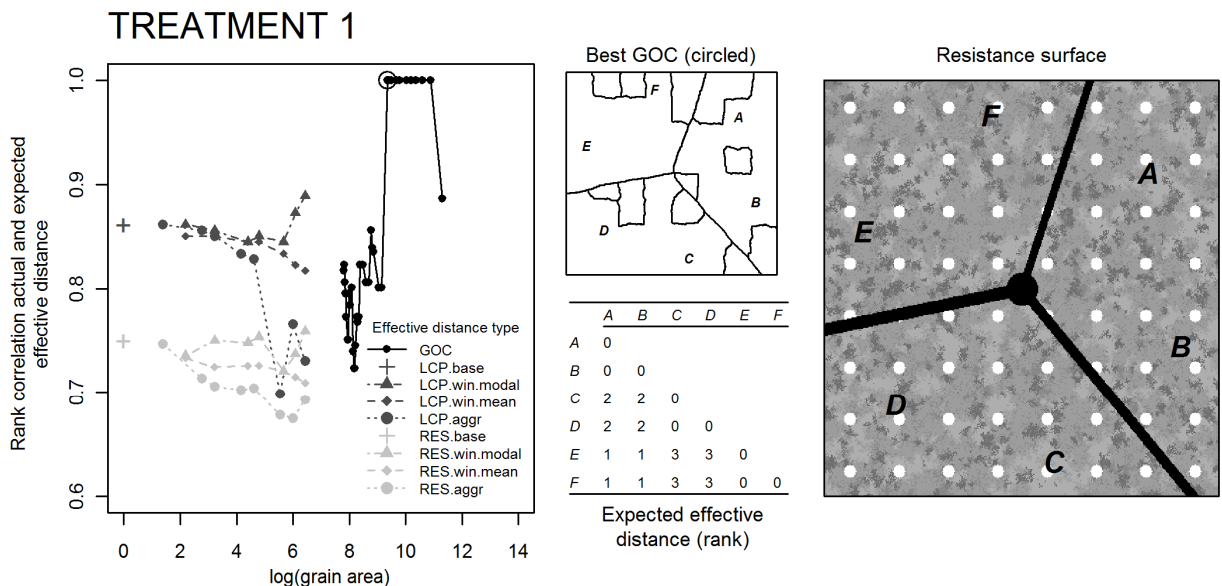 TREATMENT 1
Rank correlation actual and expected
effective distance
1.0
0.9
0.8
0.7
0.6
0 2 4 6 8 10 12 14
log(grain area)
Effective distance type
GOC
LCP.base
LCP.win.modal
LCP.win.mean
LCP.aggr
RES.base
RES.win.modal
RES.win.mean
RES.aggr
Best GOC (circled)
F
A
E
B
D
C
A B C D E F
A 0
B 0 0
C 2 2 0
D 2 2 0 0
E 1 1 3 3 0
F 1 1 3 3 0 0
Expected effective
distance (rank)
Resistance surface
F
A
E
B
D
C